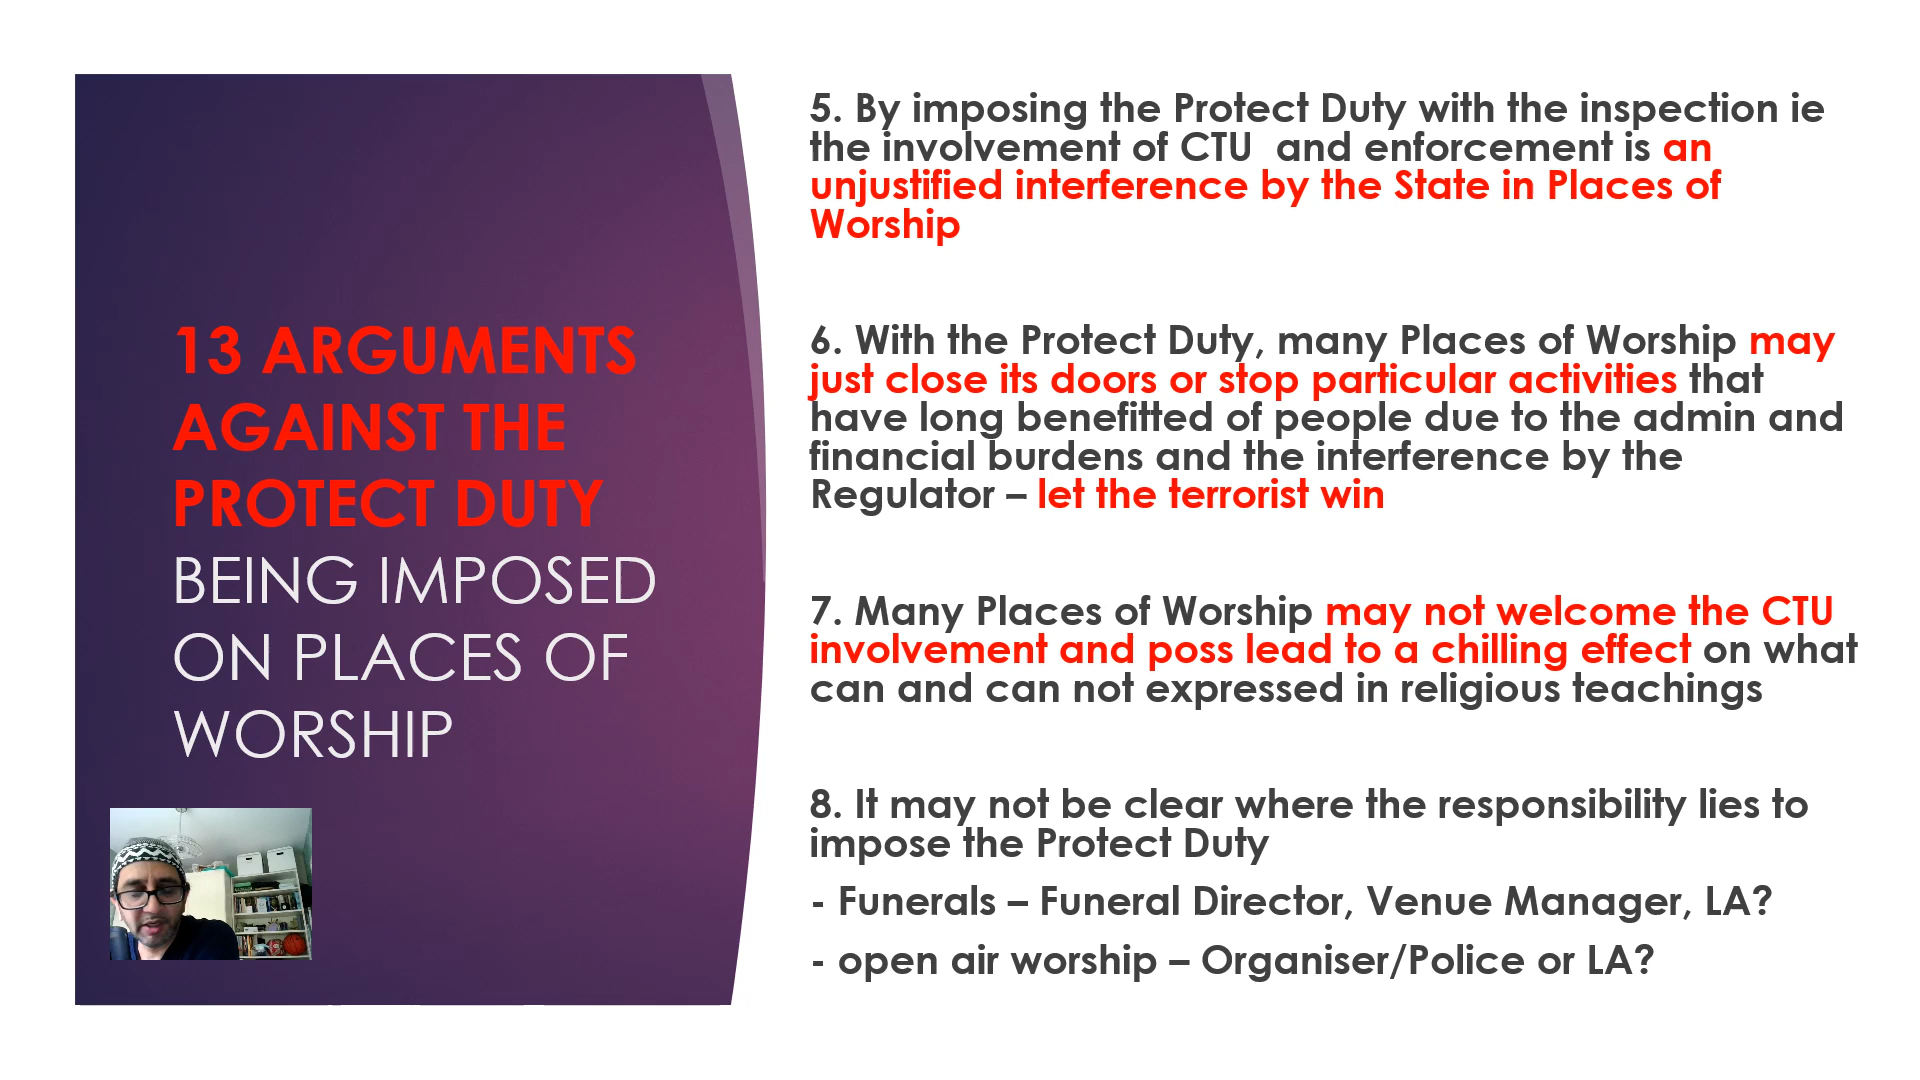 13 ARGUMENTS
AGAINST THE
PROTECT DUTY
BEING IMPOSED
ON PLACES OF
WORSHIP
5. By imposing the Protect Duty with the inspection ie
the involvement of CTU  and enforcement is an
unjustified interference by the State in Places of
Worship
6. With the Protect Duty, many Places of Worship may
just close its doors or stop particular activities that
have long benefitted of people due to the admin and
financial burdens and the interference by the
Regulator – let the terrorist win
7. Many Places of Worship may not welcome the CTU
involvement and poss lead to a chilling effect on what
can and can not expressed in religious teachings
8. It may not be clear where the responsibility lies to
impose the Protect Duty
- Funerals – Funeral Director, Venue Manager, LA?
- open air worship – Organiser/Police or LA?